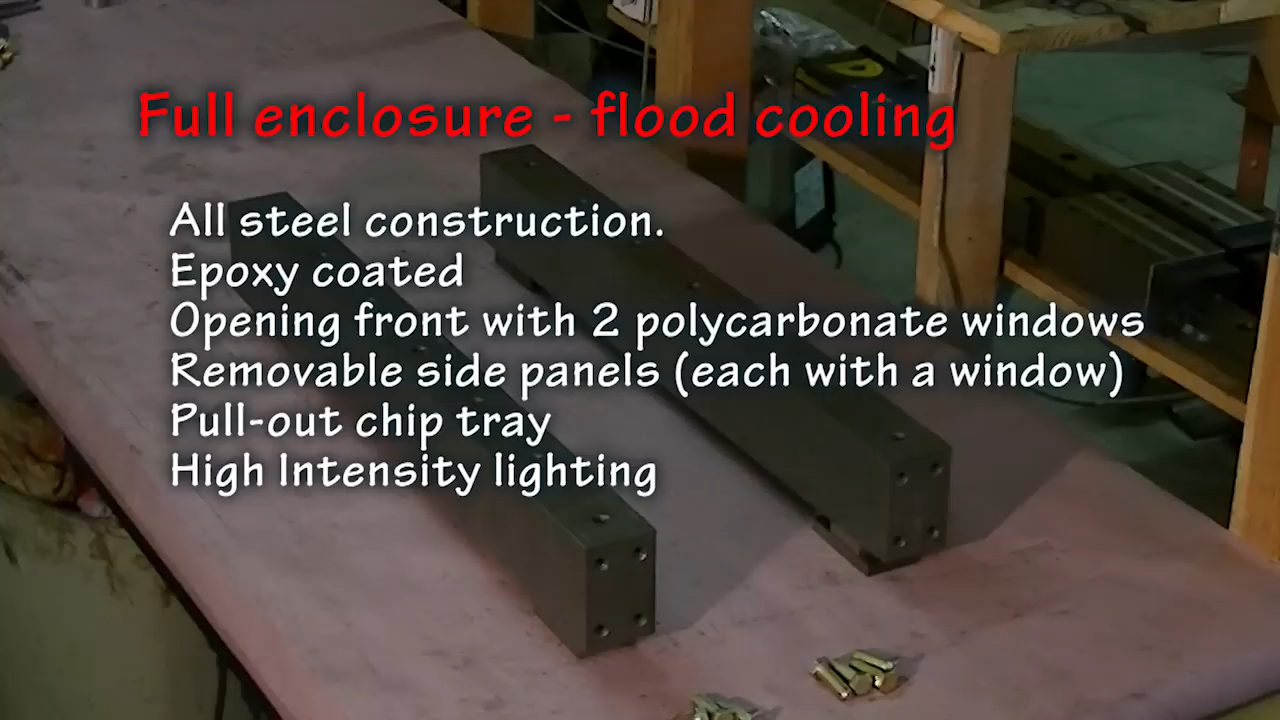 Full enclosure - flood cooling
All steel construction.
Epoxy coated
Opening front with 2 polycarbonate windows
Removable side panels (each with a window)
Pull-out chip tray
High Intensity lighting